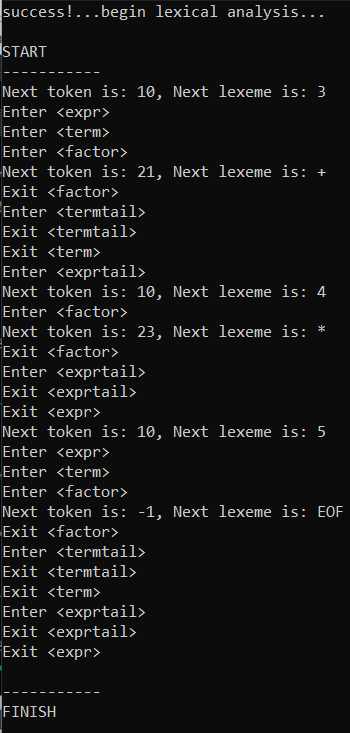 success!...begin lexical analysis...
START
-----------
Next token is: 10, Next lexeme is: 3
Enter <expr>
Enter <term>
Enter <factor>
Next token is: 21, Next lexeme is: +
Exit <factor>
Enter <termtail>
Exit <termtail>
Exit <term>
Enter <exprtail>
Next token is: 10, Next lexeme is: 4
Enter <factor>
Next token is: 23, Next lexeme is: *
Exit <factor>
Enter <exprtail>
Exit <exprtail>
Exit <expr>
Next token is: 10, Next lexeme is: 5
Enter <expr>
Enter <term>
Enter <factor>
Next token is: -1, Next lexeme is: EOF
Exit <factor>
Enter <termtail>
Exit <termtail>
Exit <term>
Enter <exprtail>
Exit <exprtail>
Exit <expr>
-----------
FINISH